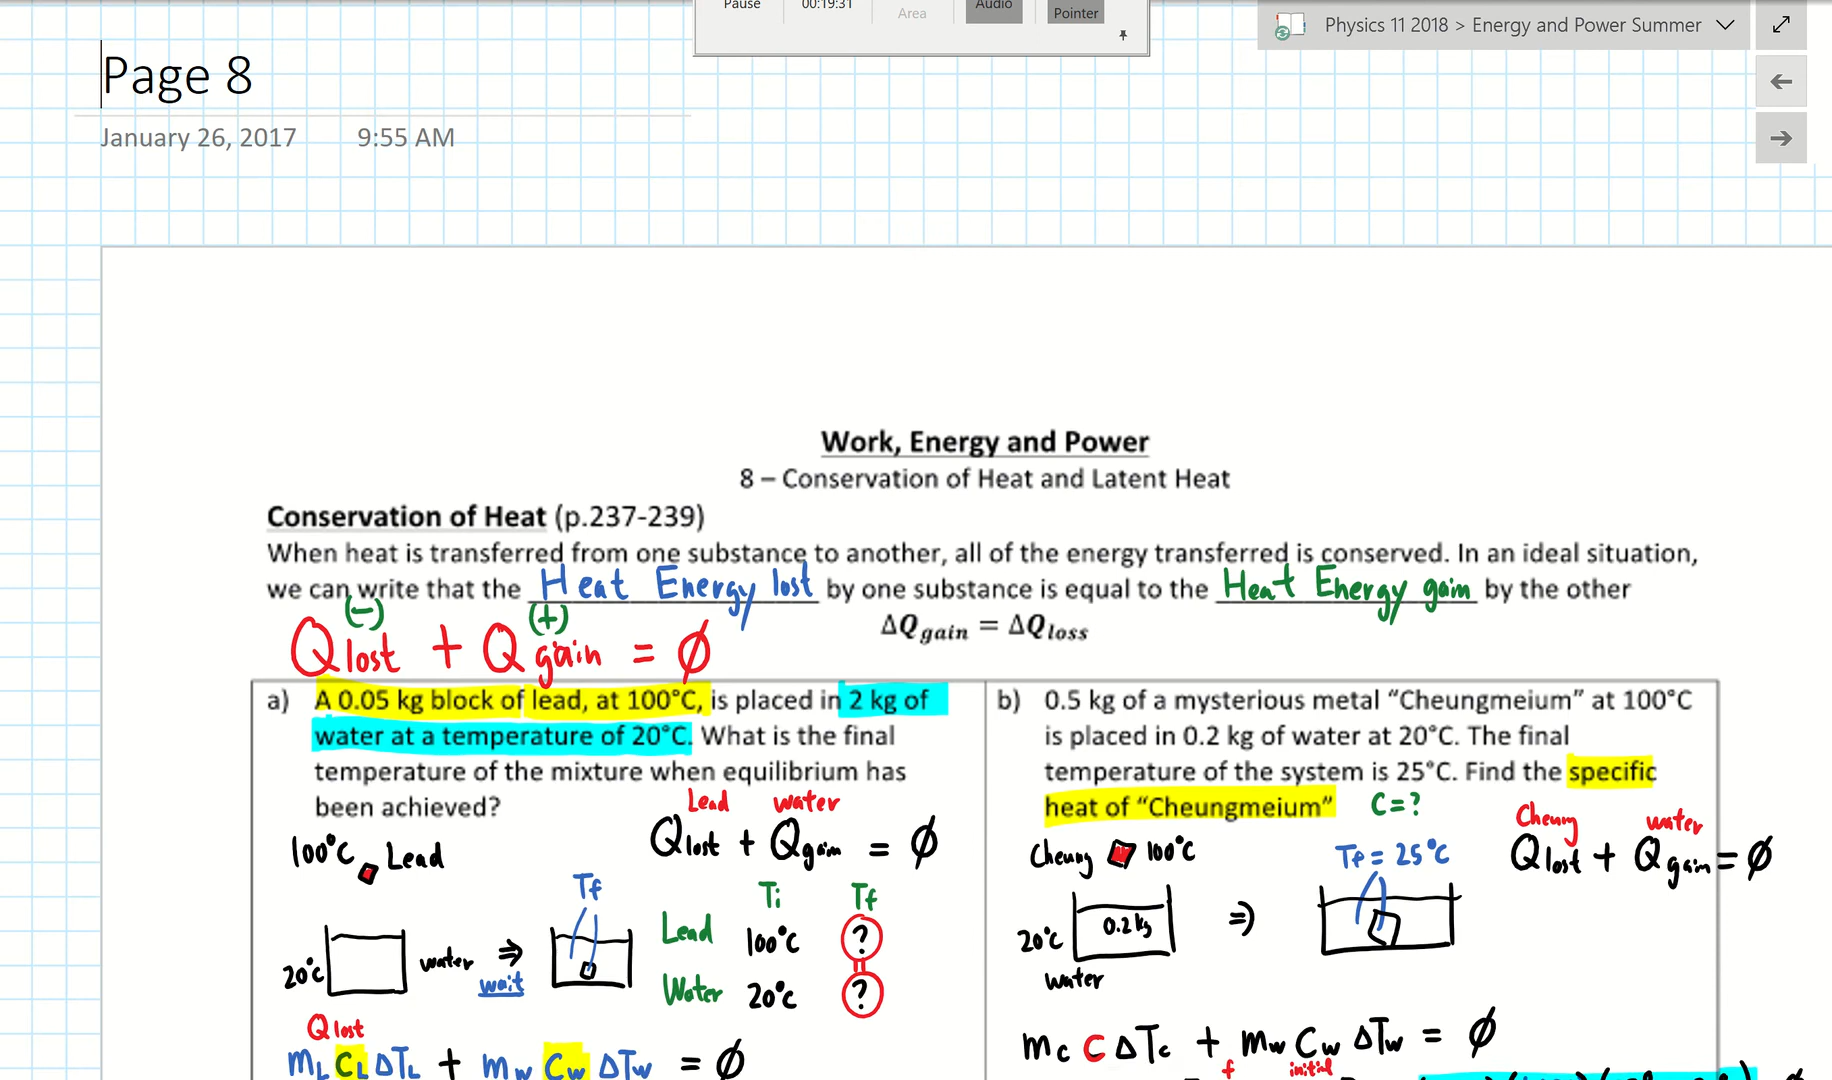 Pause
00:19:31
Area
Audio
Pointer
Physics 11 2018 > Energy and Power Summer
Page 8
January 26, 2017 9:55 AM
Work, Energy and Power
8 – Conservation of Heat and Latent Heat
Conservation of Heat (p.237-239)
When heat is transferred from one substance to another, all of the energy transferred is conserved. In an ideal situation,
we can write that the Heat Energy lost by one substance is equal to the Heat Energy gain by the other
(-) (+)
Qlost + Qgain = ∅
ΔQgain = ΔQloss
a) A 0.05 kg block of lead, at 100°C, is placed in 2 kg of
water at a temperature of 20°C. What is the final
temperature of the mixture when equilibrium has
been achieved?
Lead water
Qlost + Qgain = ∅
100°C Lead
Tf
Ti Tf
Lead 100°C ?
20°C water ⇒
wait
Water 20°C ?
Qlost
mL CL ΔTL + mw Cw ΔTw = ∅
b) 0.5 kg of a mysterious metal “Cheungmeium” at 100°C
is placed in 0.2 kg of water at 20°C. The final
temperature of the system is 25°C. Find the specific
heat of “Cheungmeium” C=?
Cheung water
Qlost + Qgain = ∅
Cheung 100°C
Tf = 25°C
20°C 0.2kg ⇒
water
mc C ΔTc + mw Cw ΔTw = ∅
f initial